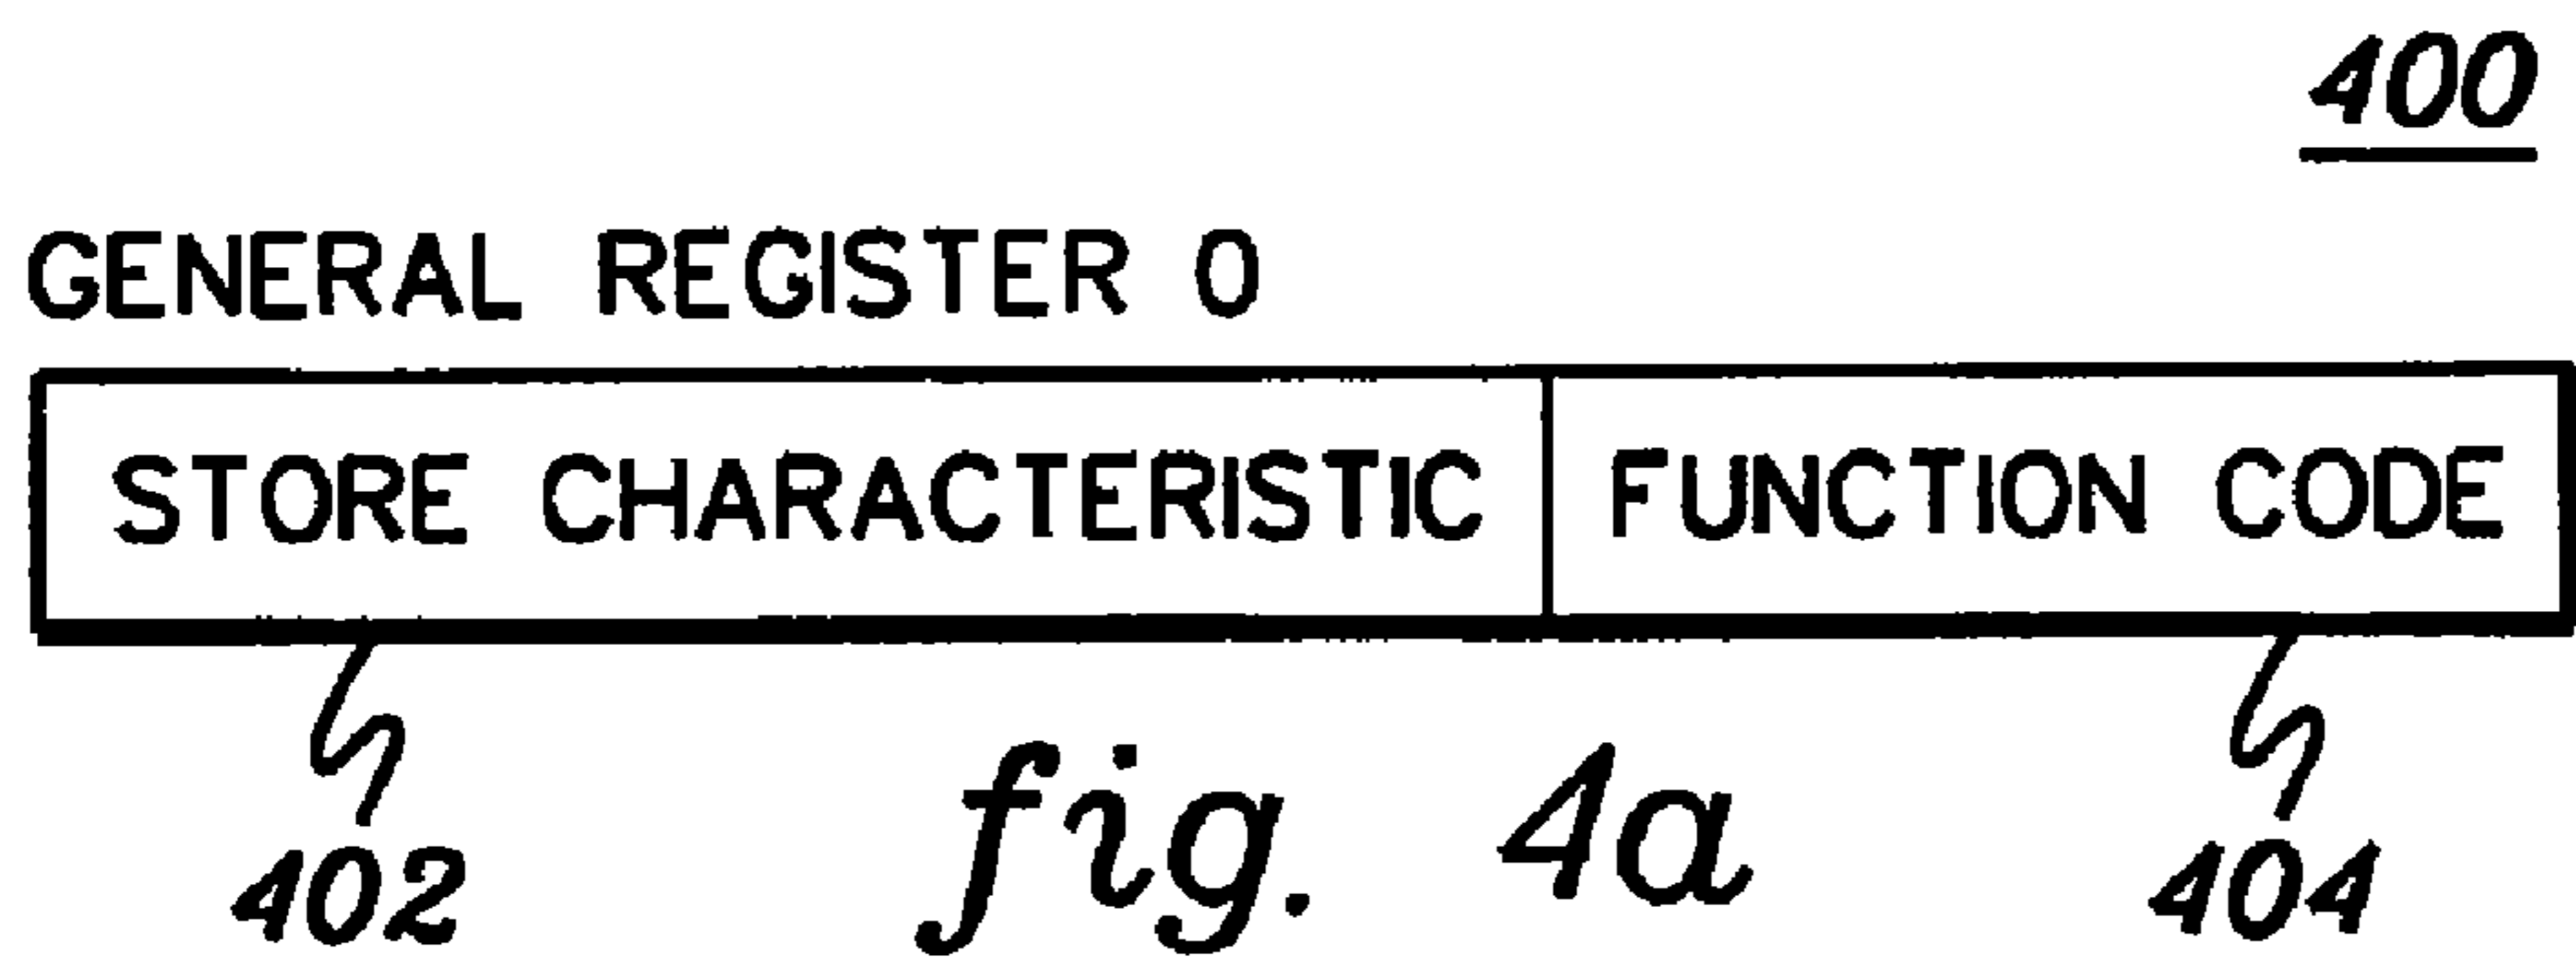 400
GENERAL REGISTER 0
STORE CHARACTERISTIC FUNCTION CODE
402 404
fig. 4a